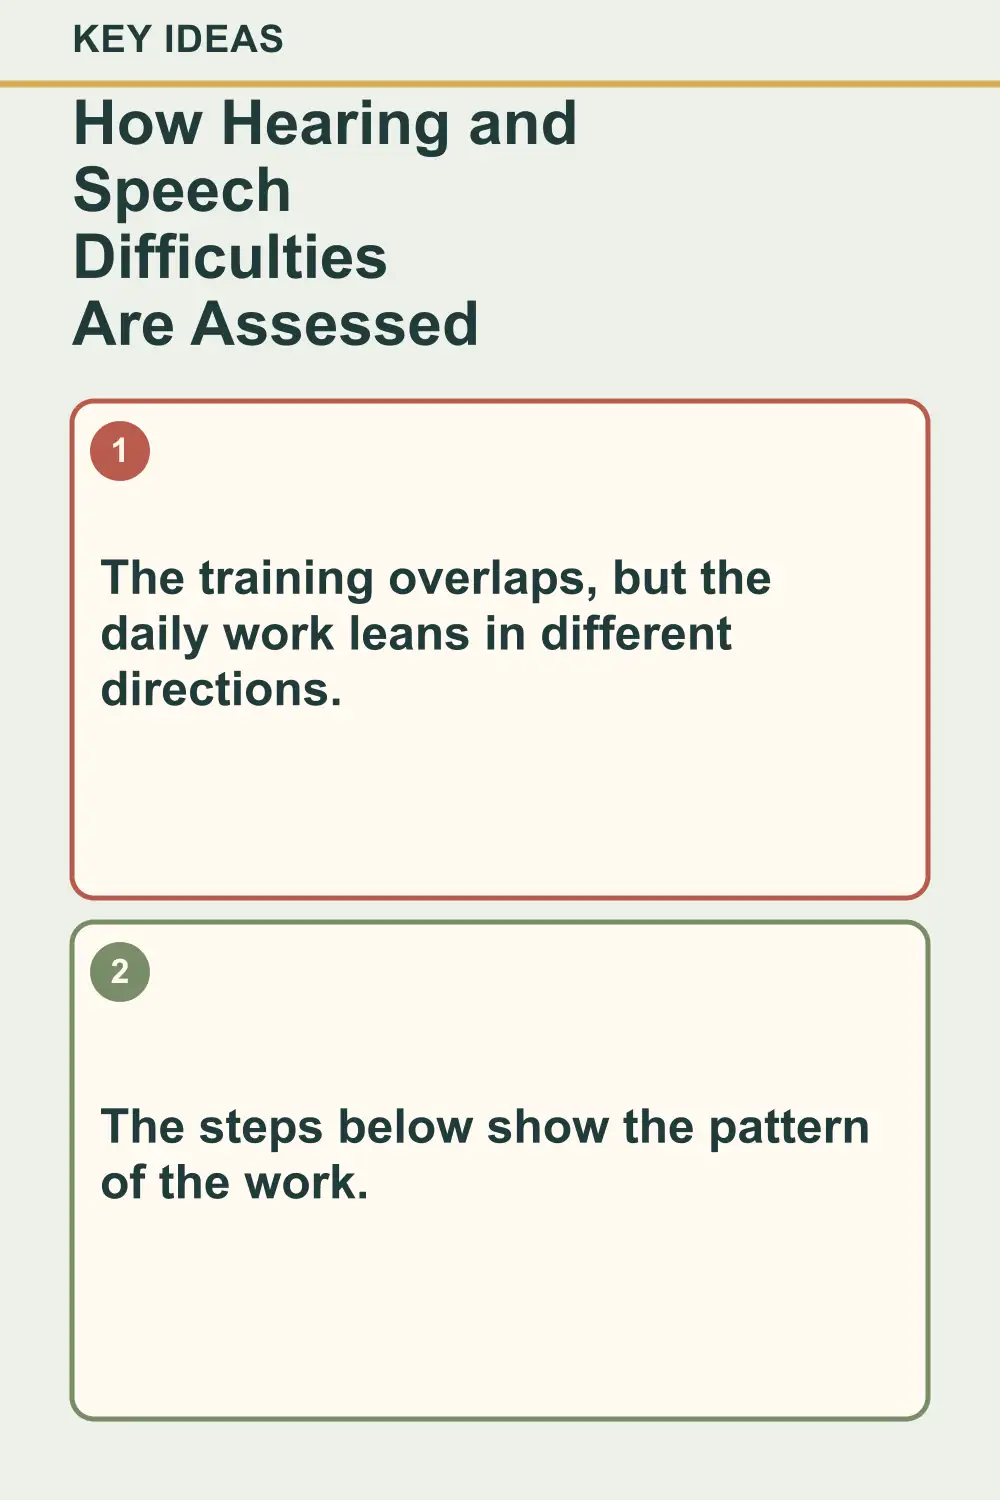 KEY IDEAS
How Hearing and
Speech
Difficulties
Are Assessed
1
The training overlaps, but the
daily work leans in different
directions.
2
The steps below show the pattern
of the work.